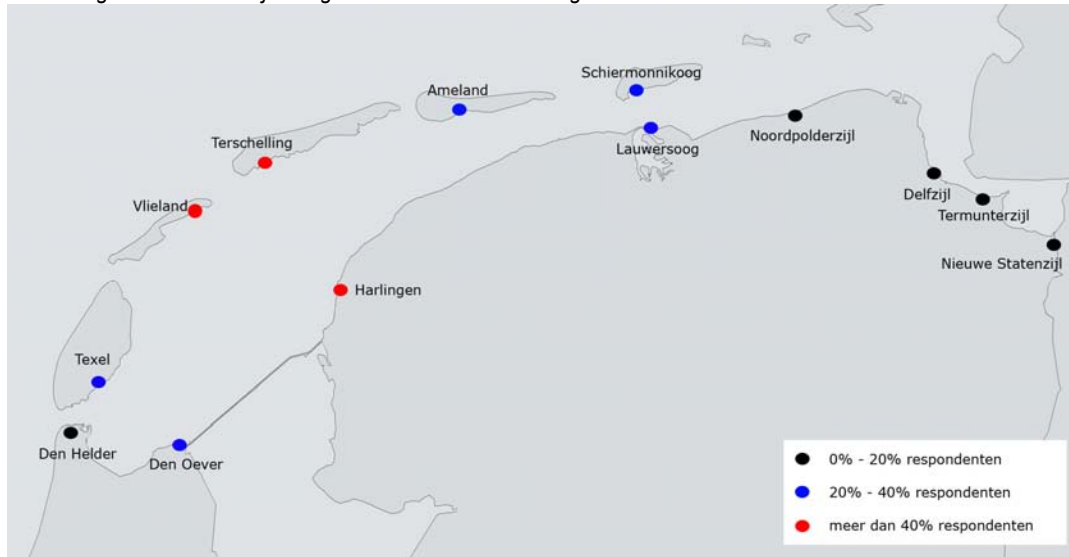 Schiermonnikoog
Ameland
Terschelling
Lauwersoog
Noordpolderzijl
Vlieland
Delfzijl
Termunterzijl
Nieuwe Statenzijl
Harlingen
Texel
Den Helder
Den Oever
0% - 20% respondenten
20% - 40% respondenten
meer dan 40% respondenten